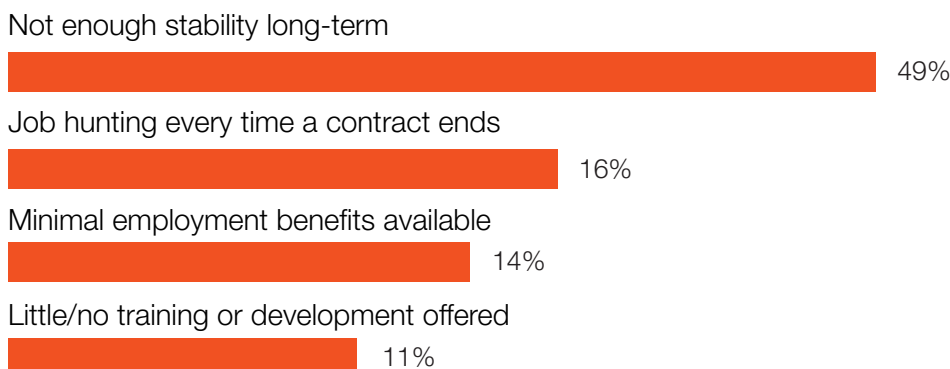 Not enough stability long-term
49%
Job hunting every time a contract ends
16%
Minimal employment benefits available
14%
Little/no training or development offered
11%